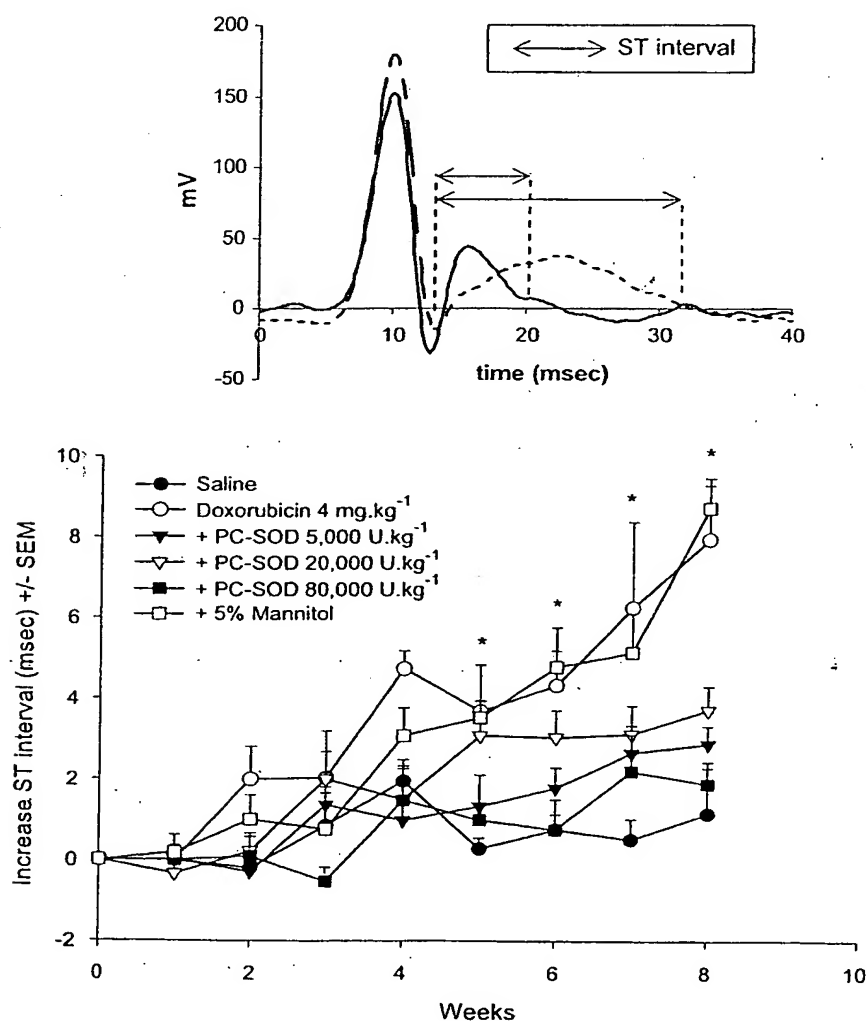 200
150
100
50
0
-50
mV
ST interval
0 10 20 30 40
time (msec)
10
8
6
4
2
0
-2
Increase ST interval (msec) +/- SEM
Saline
Doxorubicin 4 mg.kg⁻¹
+ PC-SOD 5,000 U.kg⁻¹
+ PC-SOD 20,000 U.kg⁻¹
+ PC-SOD 80,000 U.kg⁻¹
+ 5% Mannitol
* * * *
0 2 4 6 8 10
Weeks